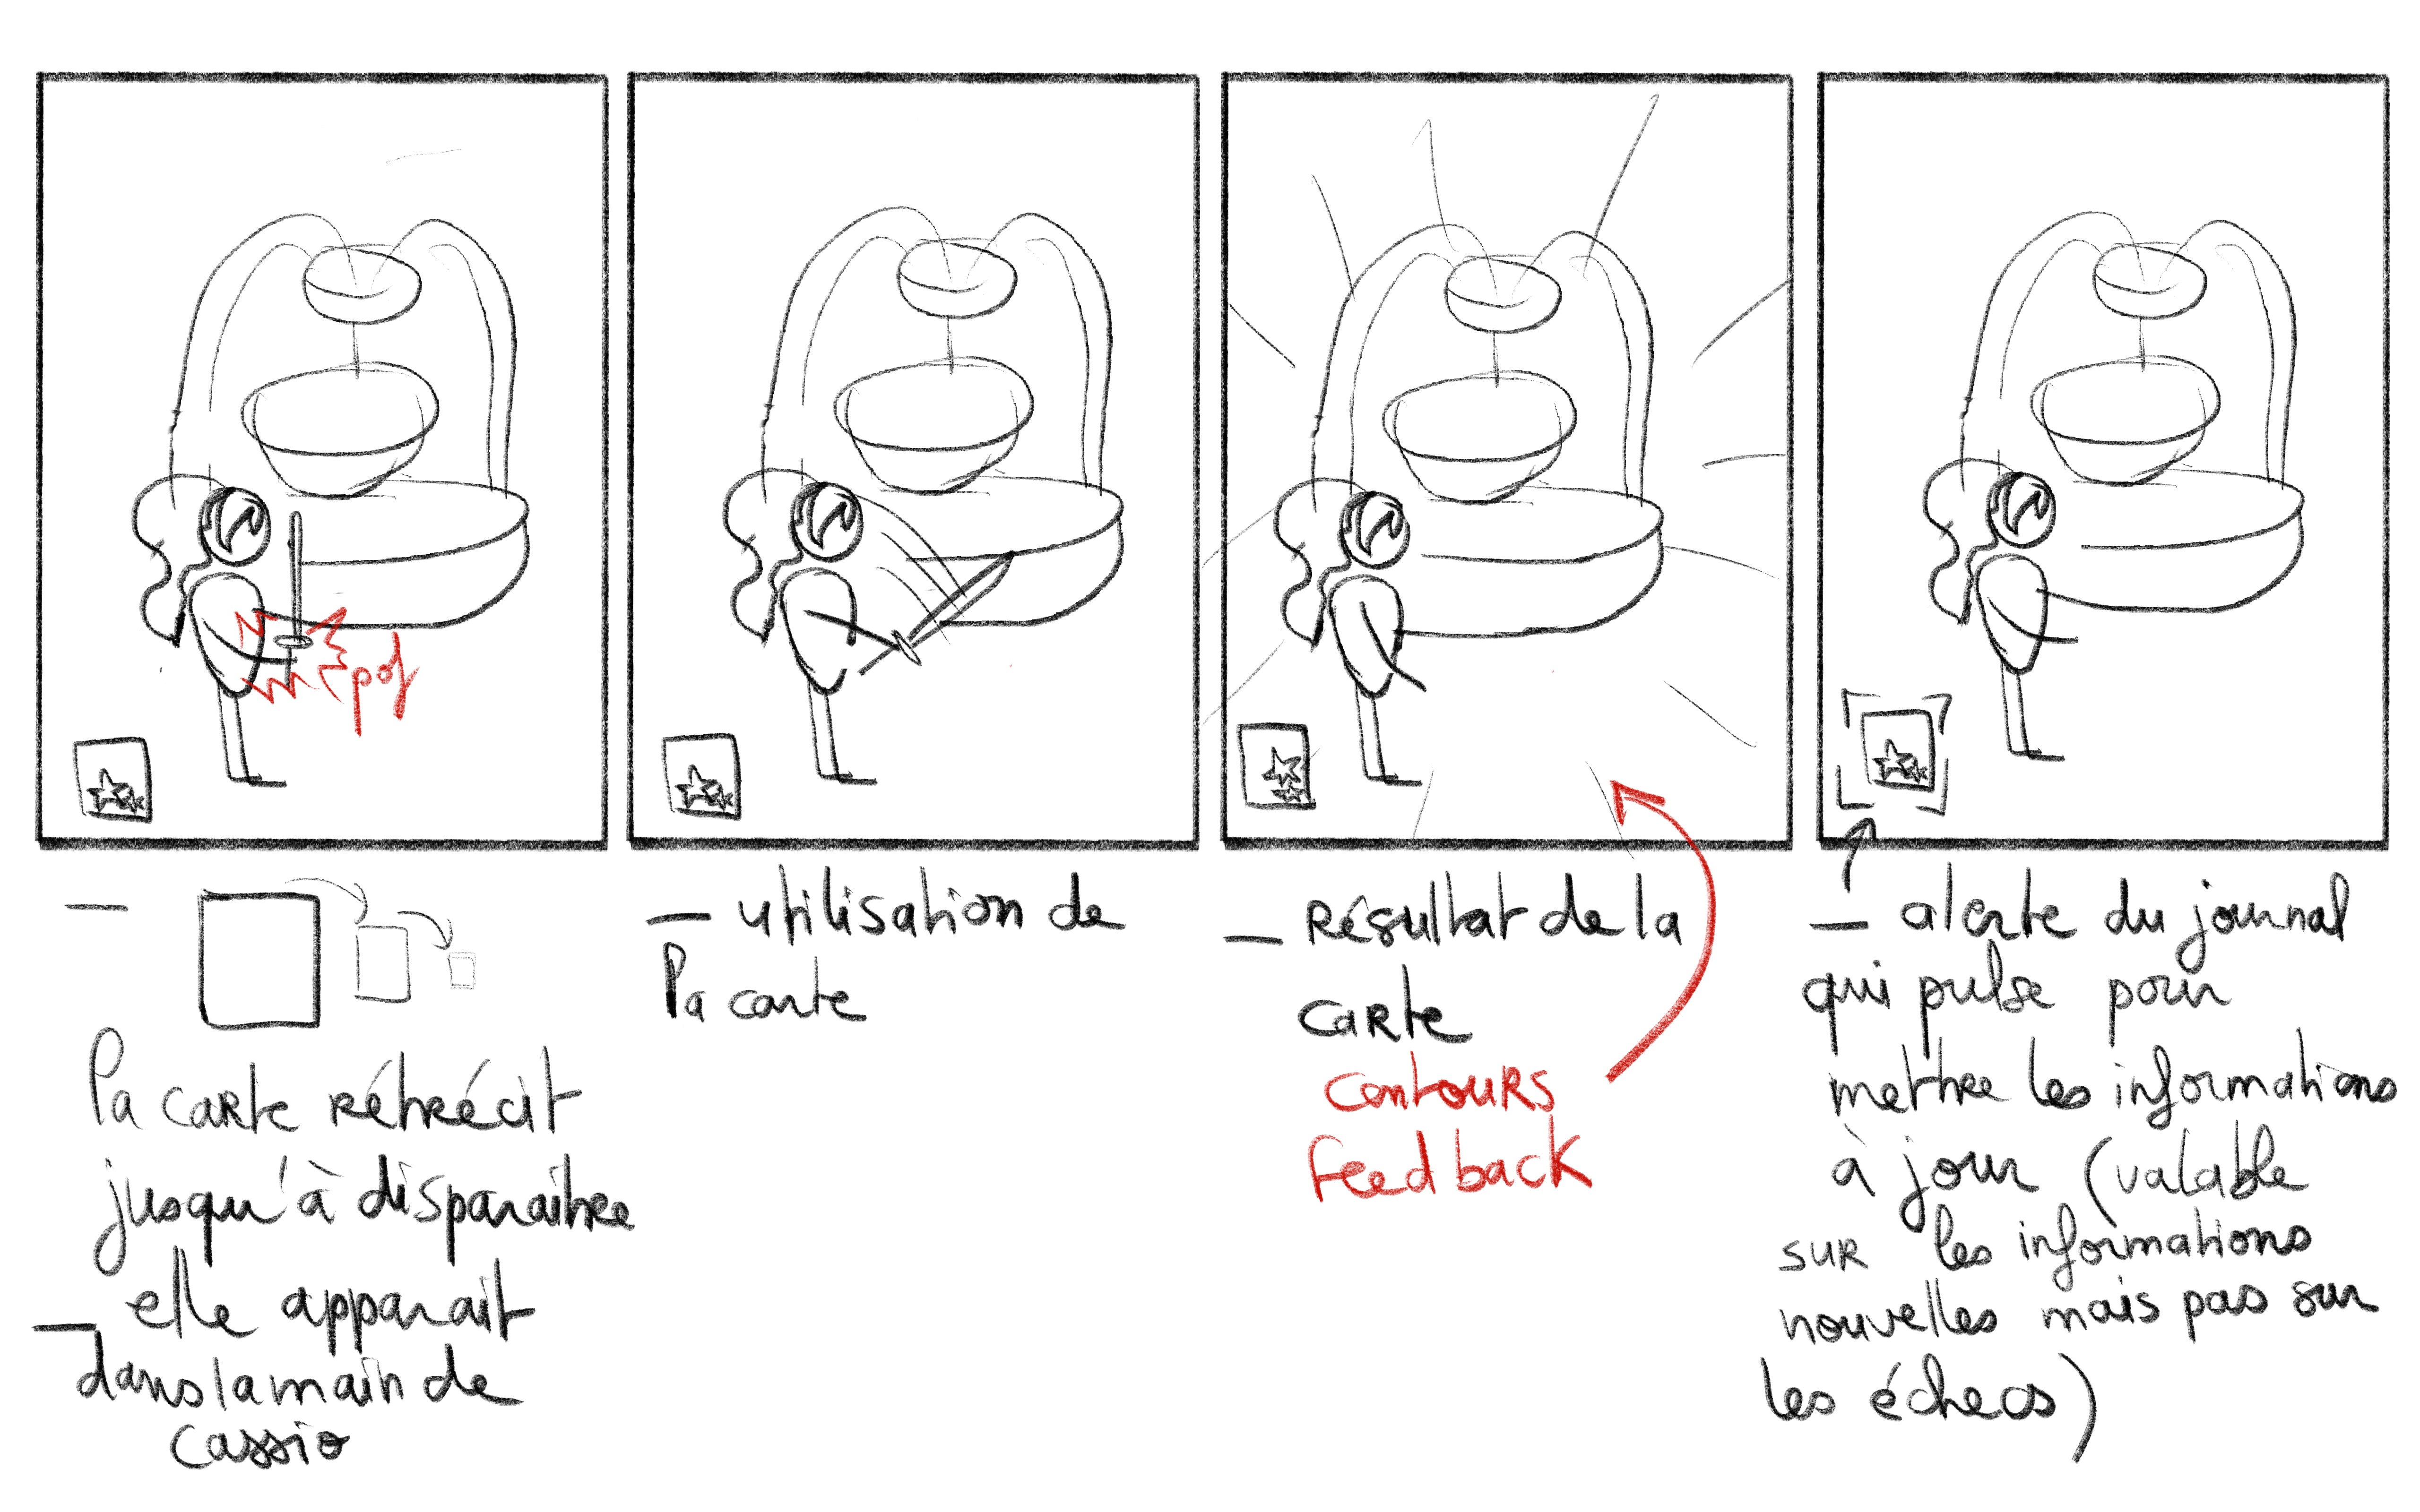 pof
— la carte rétrécit
jusqu'à disparaitre
— elle apparait
dans la main de
cassio
— utilisation de
la carte
— Résultat de la
carte
contours
feedback
— alerte du journal
qui pulse pour
mettre les informations
à jour (valable
sur les informations
nouvelles mais pas sur
les échecs)